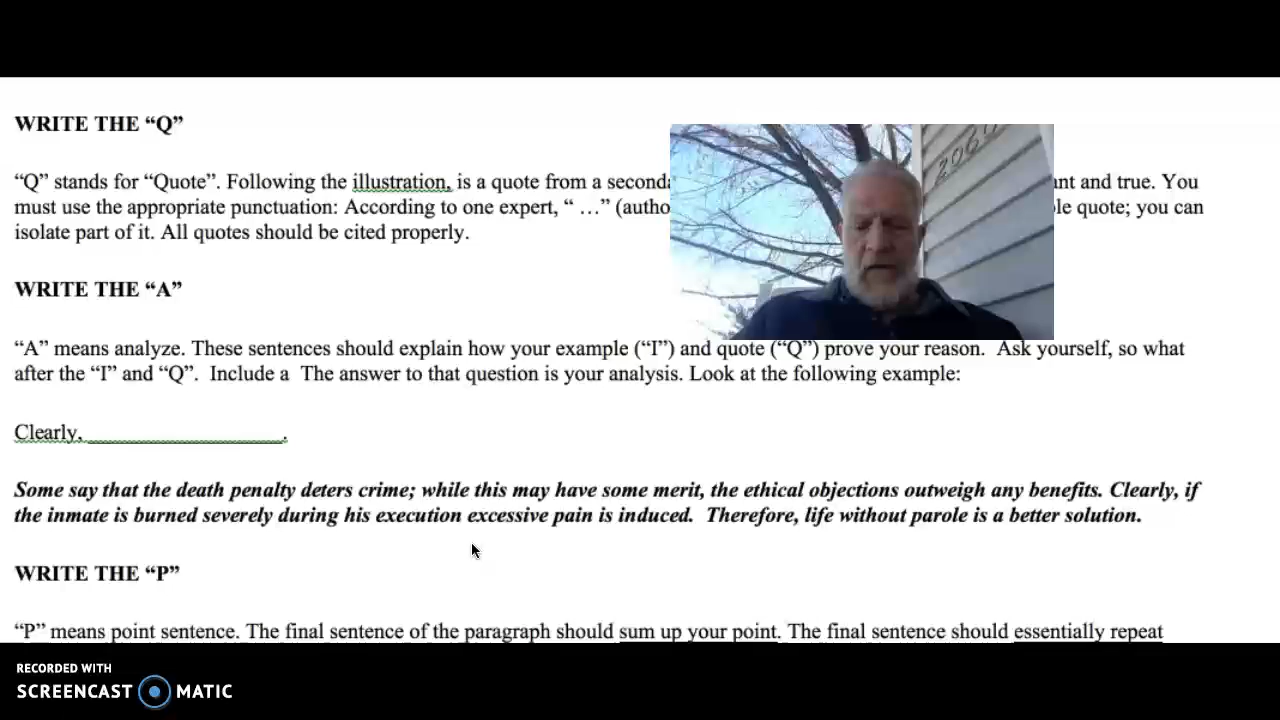 WRITE THE “Q”
“Q” stands for “Quote”. Following the illustration, is a quote from a second nt and true. You
must use the appropriate punctuation: According to one expert, “ …” (autho le quote; you can
isolate part of it. All quotes should be cited properly.
2065
WRITE THE “A”
“A” means analyze. These sentences should explain how your example (“I”) and quote (“Q”) prove your reason. Ask yourself, so what
after the “I” and “Q”. Include a The answer to that question is your analysis. Look at the following example:
Clearly, ___________________.
Some say that the death penalty deters crime; while this may have some merit, the ethical objections outweigh any benefits. Clearly, if
the inmate is burned severely during his execution excessive pain is induced. Therefore, life without parole is a better solution.
WRITE THE “P”
“P” means point sentence. The final sentence of the paragraph should sum up your point. The final sentence should essentially repeat
RECORDED WITH
SCREENCAST MATIC